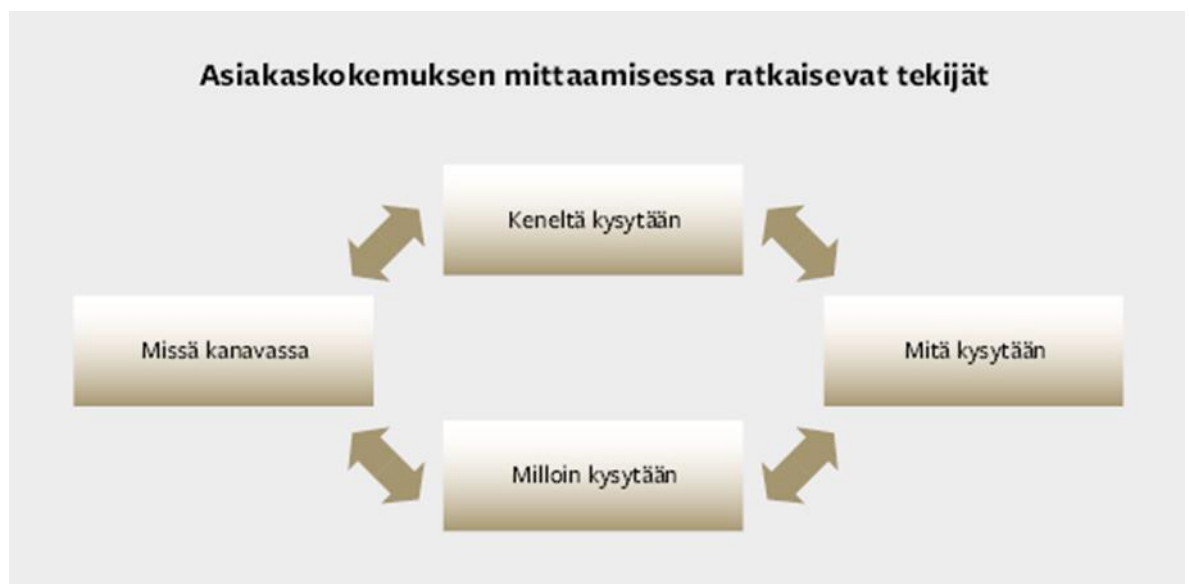 Asiakaskokemuksen mittaamisessa ratkaisevat tekijät
Keneltä kysytään
Missä kanavassa
Mitä kysytään
Milloin kysytään